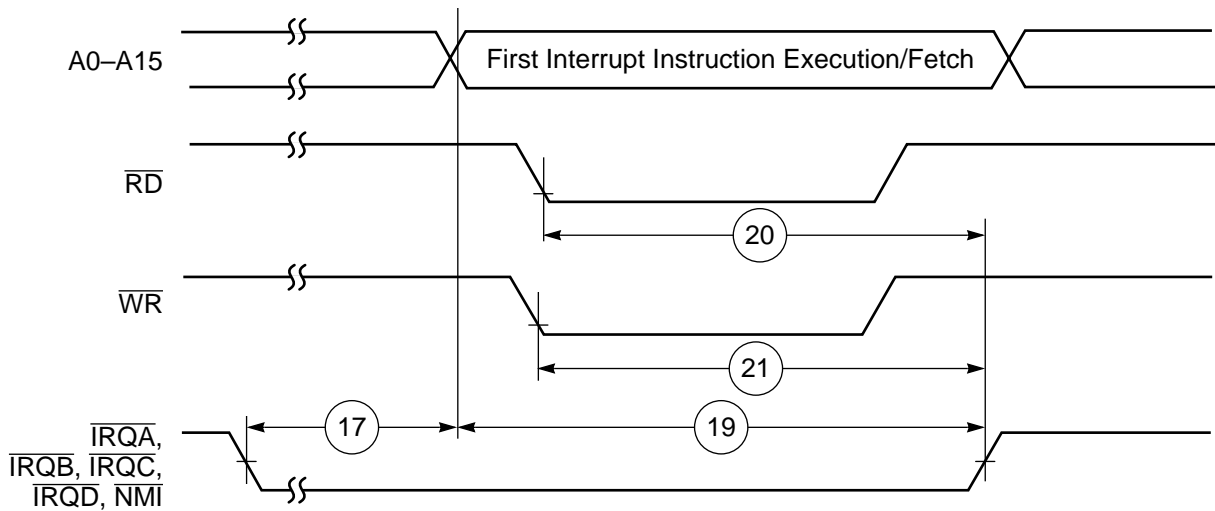 A0–A15
First Interrupt Instruction Execution/Fetch
RD
20
WR
21
17
19
IRQA,
IRQB, IRQC,
IRQD, NMI